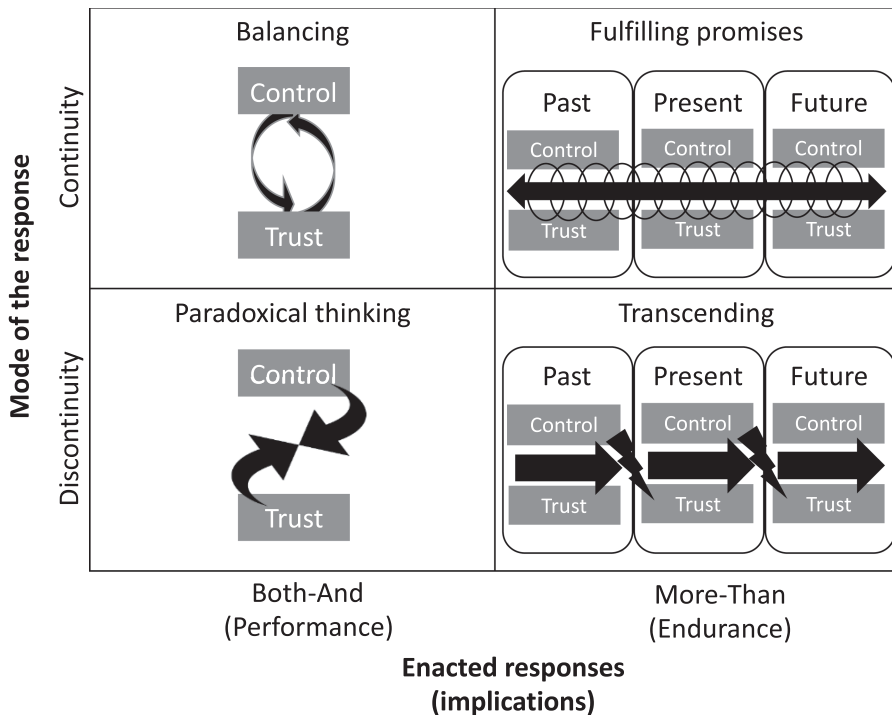 Mode of the response
Continuity
Balancing
Control
Trust
Fulfilling promises
Past
Present
Future
Control
Control
Control
Trust
Trust
Trust
Discontinuity
Paradoxical thinking
Control
Trust
Transcending
Past
Present
Future
Control
Control
Control
Trust
Trust
Trust
Both-And
(Performance)
More-Than
(Endurance)
Enacted responses
(implications)